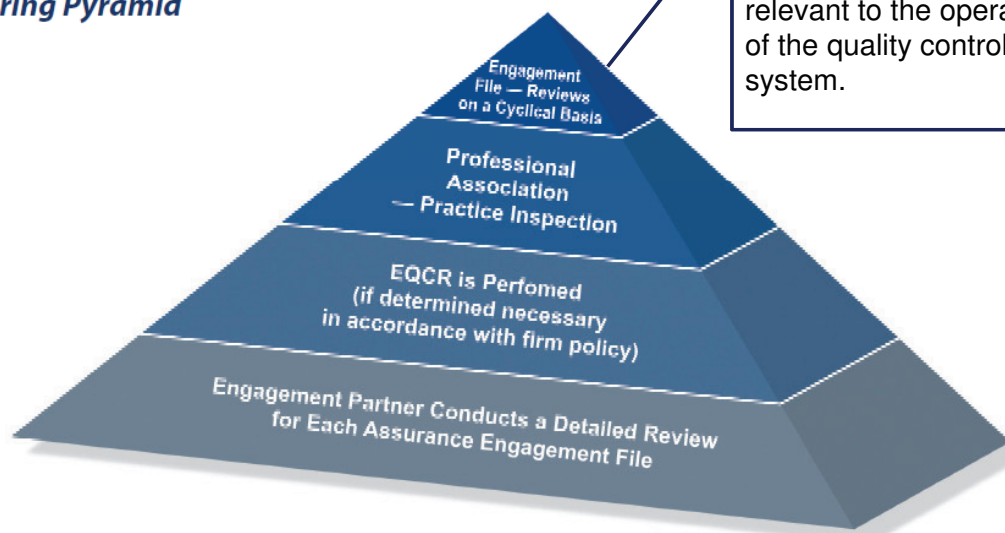 Pyramid
relevant to the
of the quality control
system.
Engagement
File — Reviews
on a Cyclical Basis
Professional
Association
— Practice Inspection
EQCR is Perfomed
(if determined necessary
in accordance with firm policy)
Engagement Partner Conducts a Detailed Review
for Each Assurance Engagement File